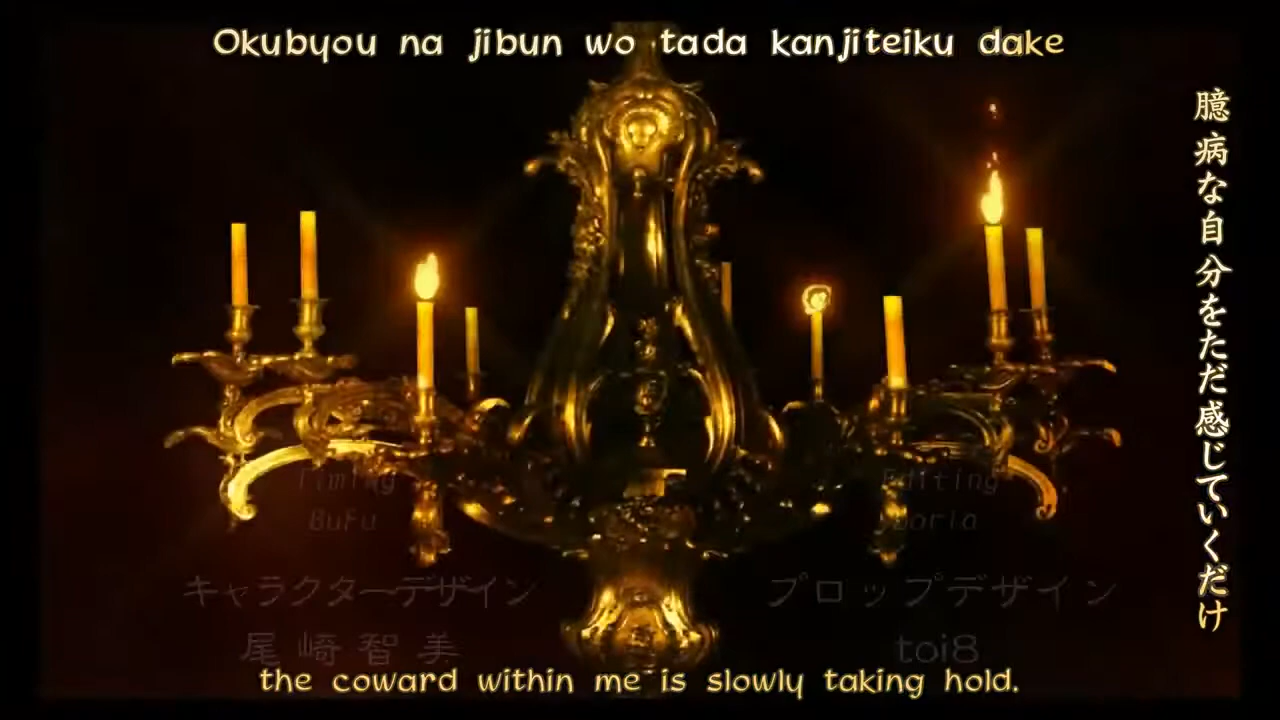 Okubyou na jibun wo tada kanjiteiku dake
臆病な自分をただ感じていくだけ
Timing
BuFu
Editing
キャラクターデザイン
尾崎智美
プロップデザイン
toi8
the coward within me is slowly taking hold.